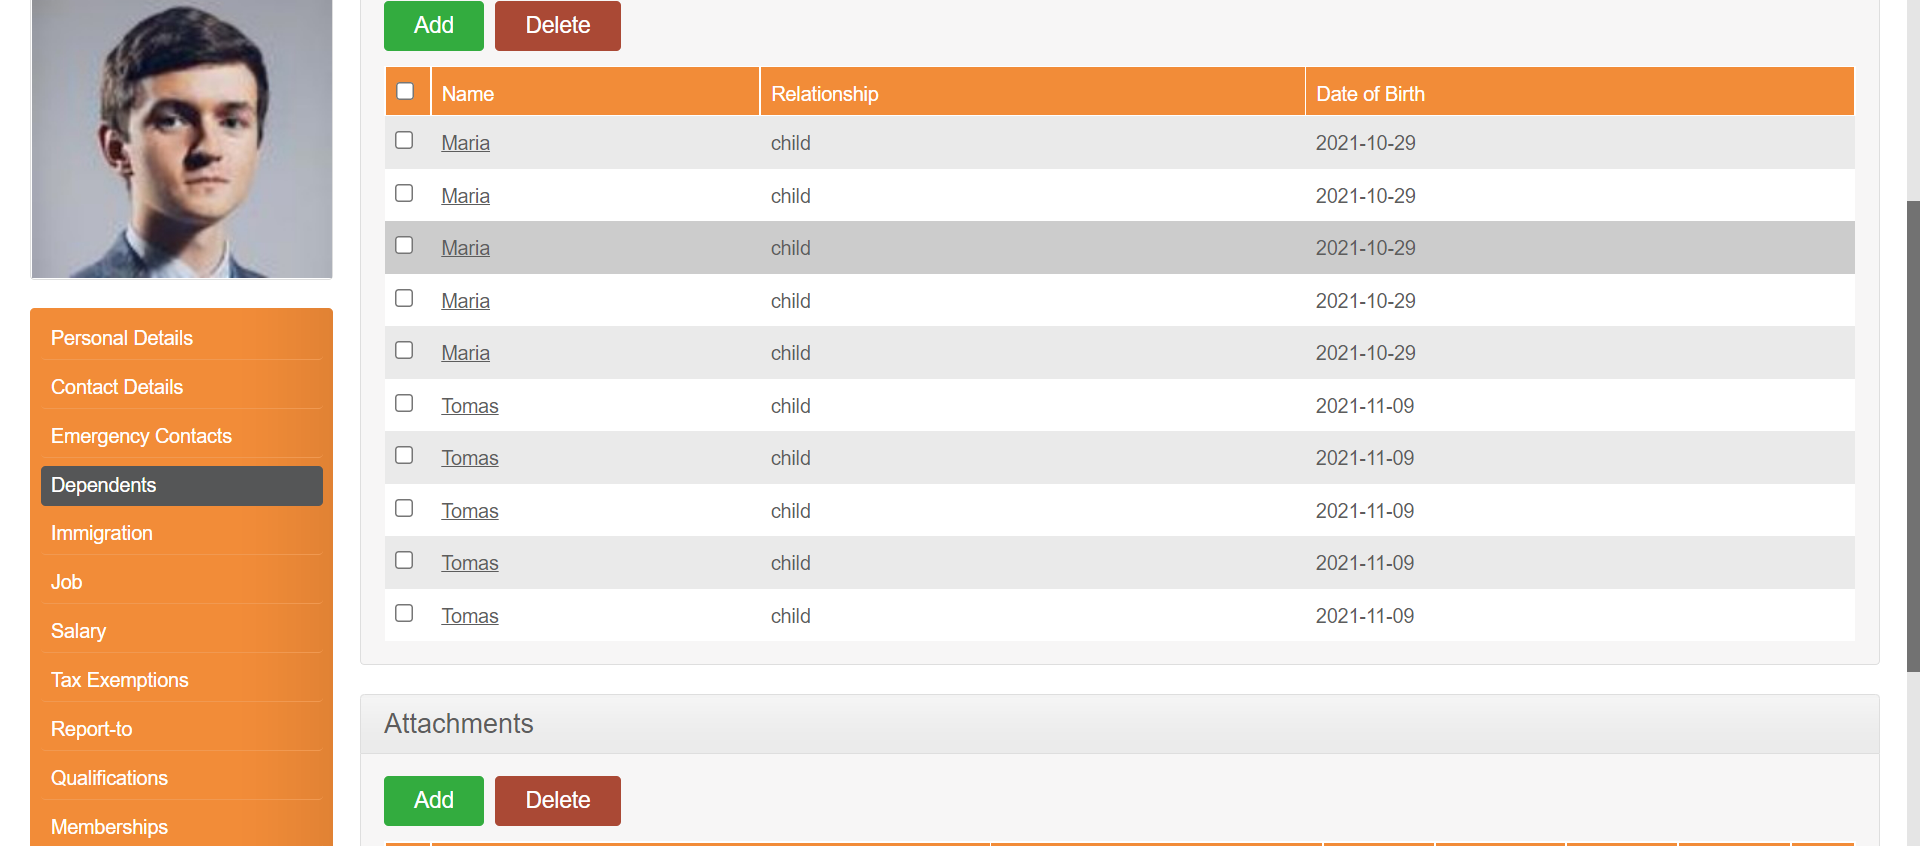 Add Delete
Name Relationship Date of Birth
Maria child 2021-10-29
Maria child 2021-10-29
Maria child 2021-10-29
Maria child 2021-10-29
Maria child 2021-10-29
Tomas child 2021-11-09
Tomas child 2021-11-09
Tomas child 2021-11-09
Tomas child 2021-11-09
Tomas child 2021-11-09
Personal Details
Contact Details
Emergency Contacts
Dependents
Immigration
Job
Salary
Tax Exemptions
Report-to
Qualifications
Memberships
Attachments
Add Delete